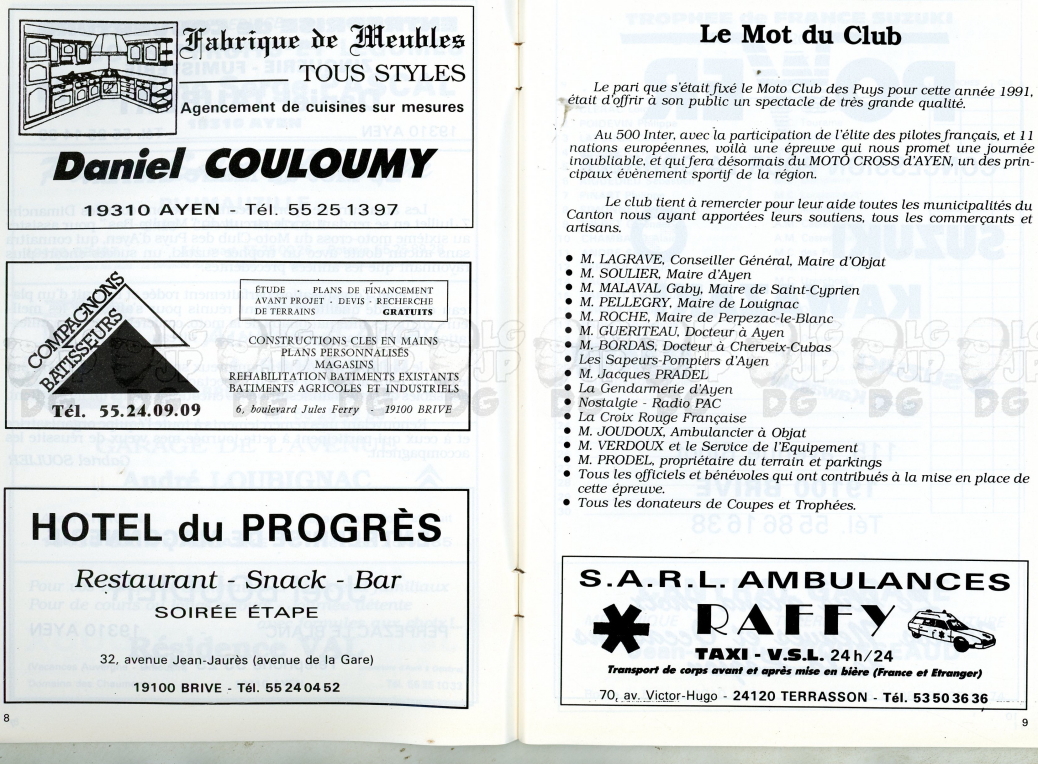 Fabrique de Meubles
TOUS STYLES
Agencement de cuisines sur mesures
Daniel COULOUMY
19310 AYEN - Tél. 55 25 13 97
COMPAGNONS
BATISSEURS
Tél. 55.24.09.09
ÉTUDE - PLANS DE FINANCEMENT
AVANT PROJET - DEVIS - RECHERCHE
DE TERRAINS GRATUITS
CONSTRUCTIONS CLES EN MAINS
PLANS PERSONNALISÉS
MAGASINS
REHABILITATION BATIMENTS EXISTANTS
BATIMENTS AGRICOLES ET INDUSTRIELS
6, boulevard Jules Ferry - 19100 BRIVE
HOTEL du PROGRÈS
Restaurant - Snack - Bar
SOIRÉE ÉTAPE
32, avenue Jean-Jaurès (avenue de la Gare)
19100 BRIVE - Tél. 55 24 04 52
8
Le Mot du Club
Le pari que s'était fixé le Moto Club des Puys pour cette année 1991,
était d'offrir à son public un spectacle de très grande qualité.
Au 500 Inter, avec la participation de l'élite des pilotes français, et 11
nations européennes, voilà une épreuve qui nous promet une journée
inoubliable, et qui fera désormais du MOTO CROSS d'AYEN, un des prin-
cipaux évènement sportif de la région.
Le club tient à remercier pour leur aide toutes les municipalités du
Canton nous ayant apportées leurs soutiens, tous les commerçants et
artisans.
• M. LAGRAVE, Conseiller Général, Maire d'Objat
• M. SOULIER, Maire d'Ayen
• M. MALAVAL Gaby, Maire de Saint-Cyprien
• M. PELLEGRY, Maire de Louignac
• M. ROCHE, Maire de Perpezac-le-Blanc
• M. GUERITEAU, Docteur à Ayen
• M. BORDAS, Docteur à Cherveix-Cubas
• Les Sapeurs-Pompiers d'Ayen
• M. Jacques PRADEL
• La Gendarmerie d'Ayen
• Nostalgie - Radio PAC
• La Croix Rouge Française
• M. JOUDOUX, Ambulancier à Objat
• M. VERDOUX et le Service de l'Equipement
• M. PRODEL, propriétaire du terrain et parkings
• Tous les officiels et bénévoles qui ont contribués à la mise en place de
cette épreuve.
• Tous les donateurs de Coupes et Trophées.
S.A.R.L. AMBULANCES
RAFFY
TAXI - V.S.L. 24 h/24
Transport de corps avant et après mise en bière (France et Etranger)
70, av. Victor-Hugo - 24120 TERRASSON - Tél. 53 50 36 36
9